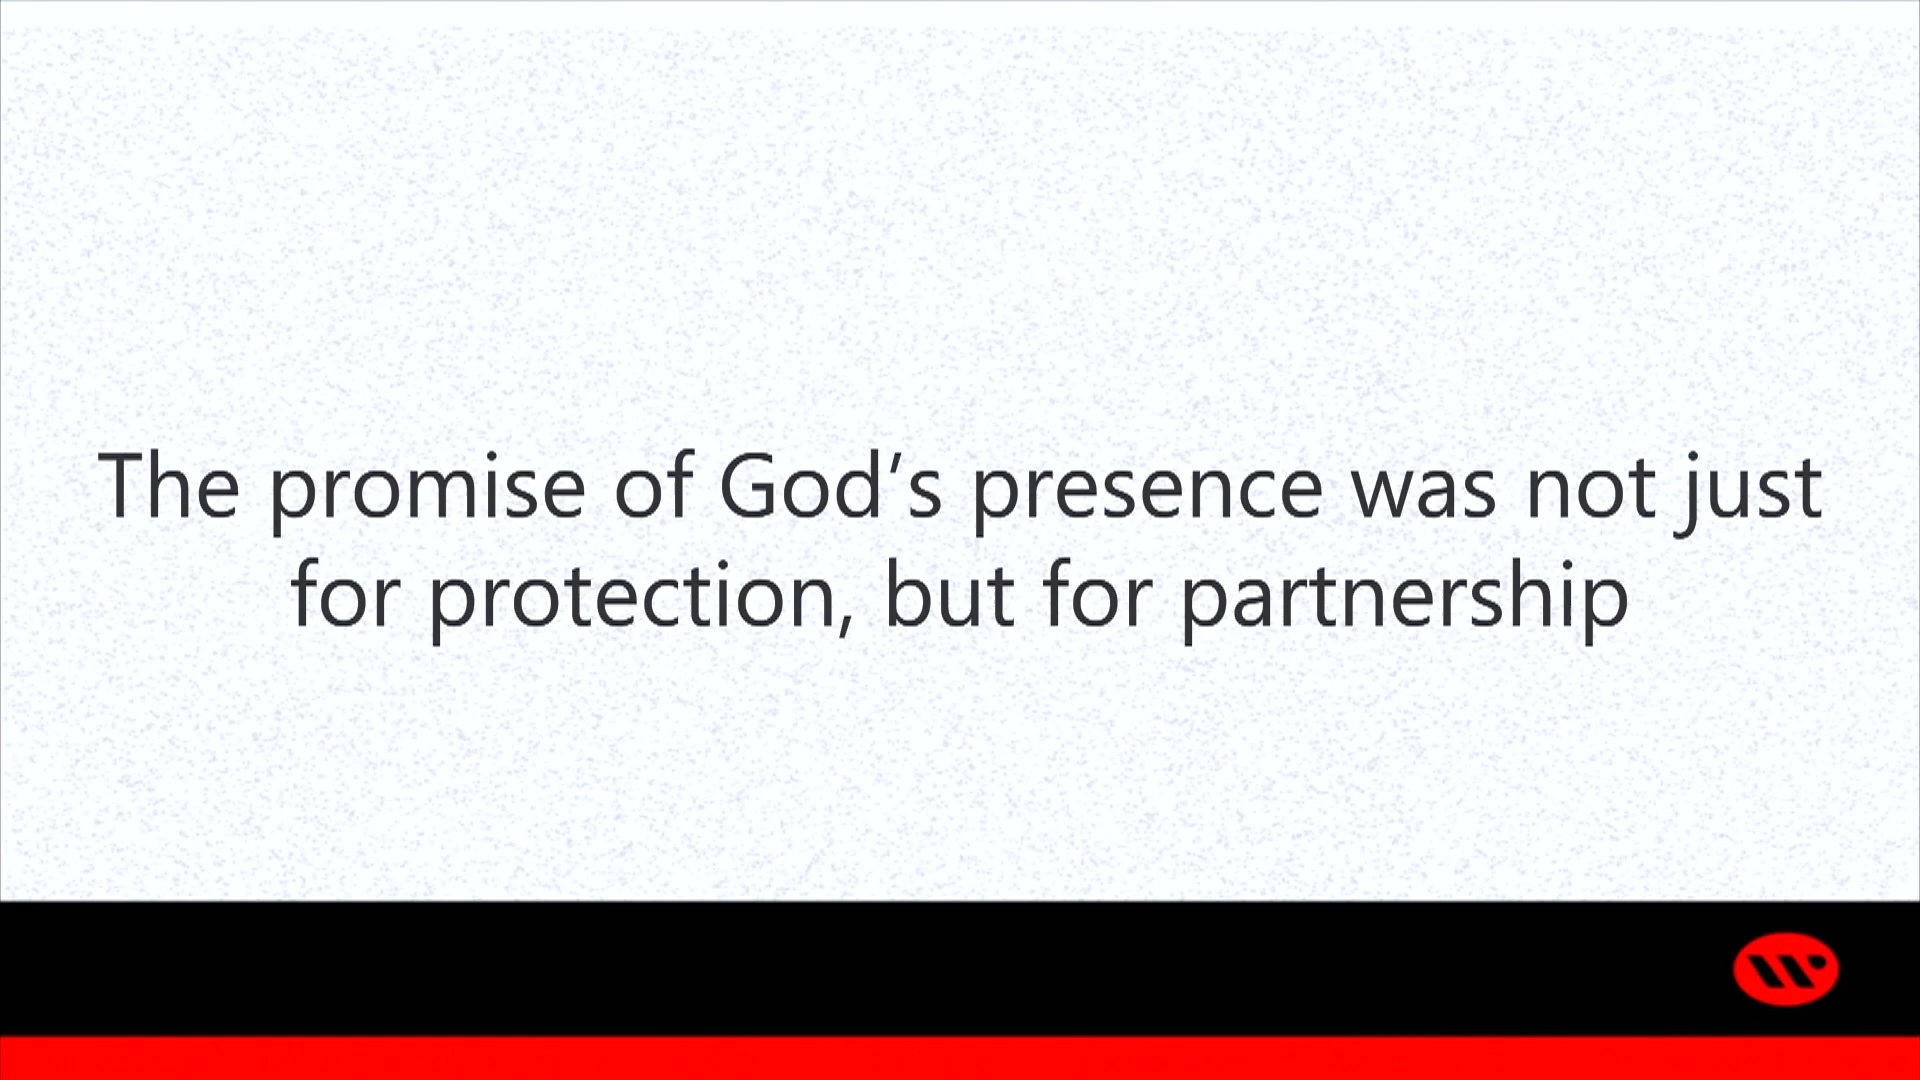 The promise of God’s presence was not just
for protection, but for partnership